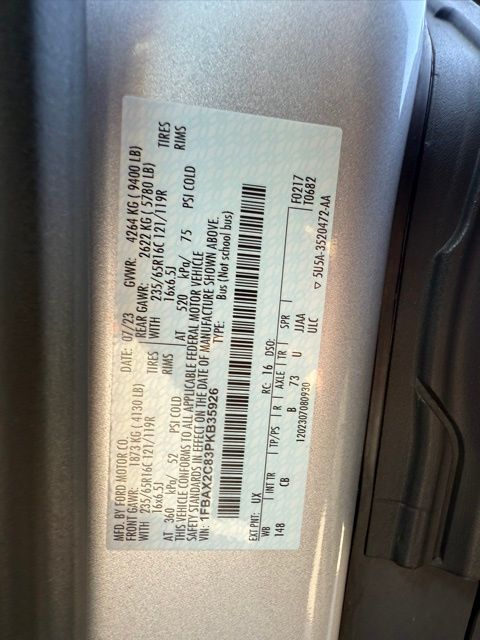 MFD. BY FORD MOTOR CO.
DATE: 07/23 GVWR: 4264 KG ( 9400 LB)
FRONT GAWR: 1873 KG ( 4130 LB) REAR GAWR: 2622 KG ( 5780 LB)
WITH 235/65R16C 121/119R TIRES WITH 235/65R16C 121/119R TIRES
16x6.5J RIMS 16x6.5J RIMS
AT 360 kPa/ 52 PSI COLD AT 520 kPa/ 75 PSI COLD
THIS VEHICLE CONFORMS TO ALL APPLICABLE FEDERAL MOTOR VEHICLE
SAFETY STANDARDS IN EFFECT ON THE DATE OF MANUFACTURE SHOWN ABOVE.
VIN: 1FBAX2C83PKB35926 TYPE: Bus (Not school bus)
EXT PNT: UX RC: 16 DSO: F0217
T0682
WB INT TR TP/PS R AXLE TR SPR
148 CB B 73 U JJAA
1202307080930 ULC
▽ 5U5A-3520472-AA